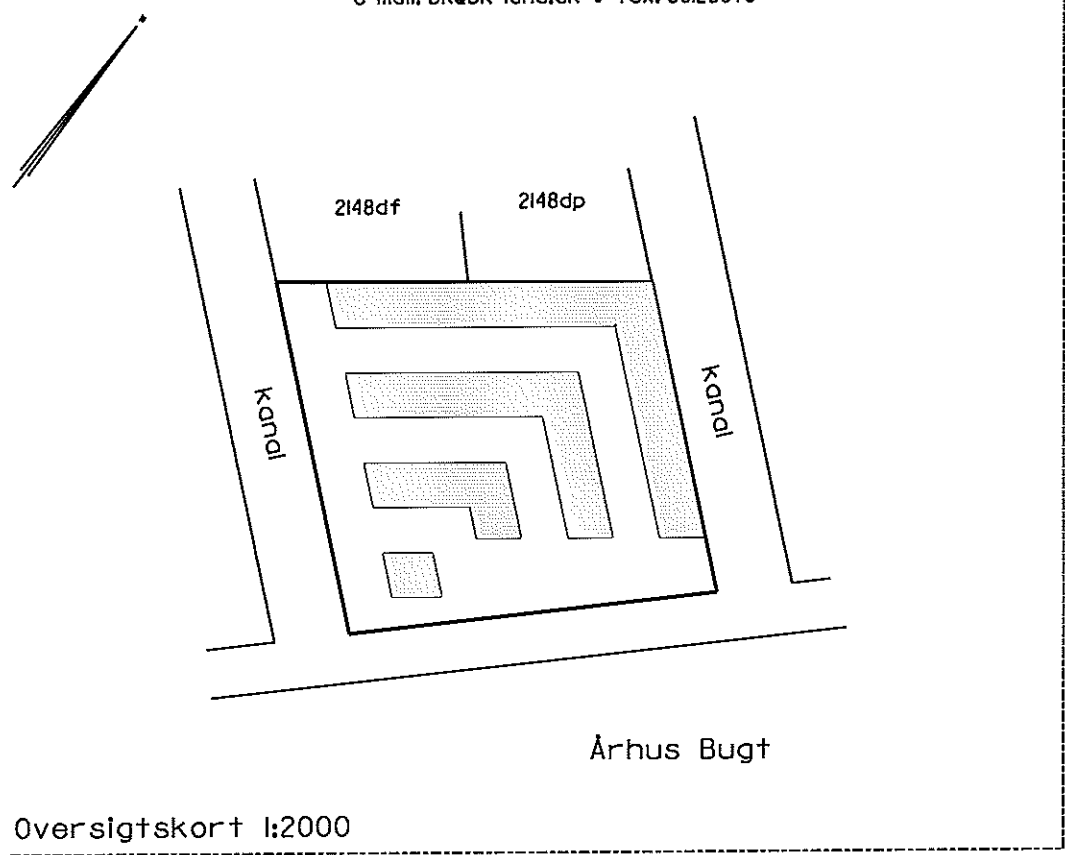 2148df
2148dp
kanal
kanal
Århus Bugt
Oversigtskort 1:2000